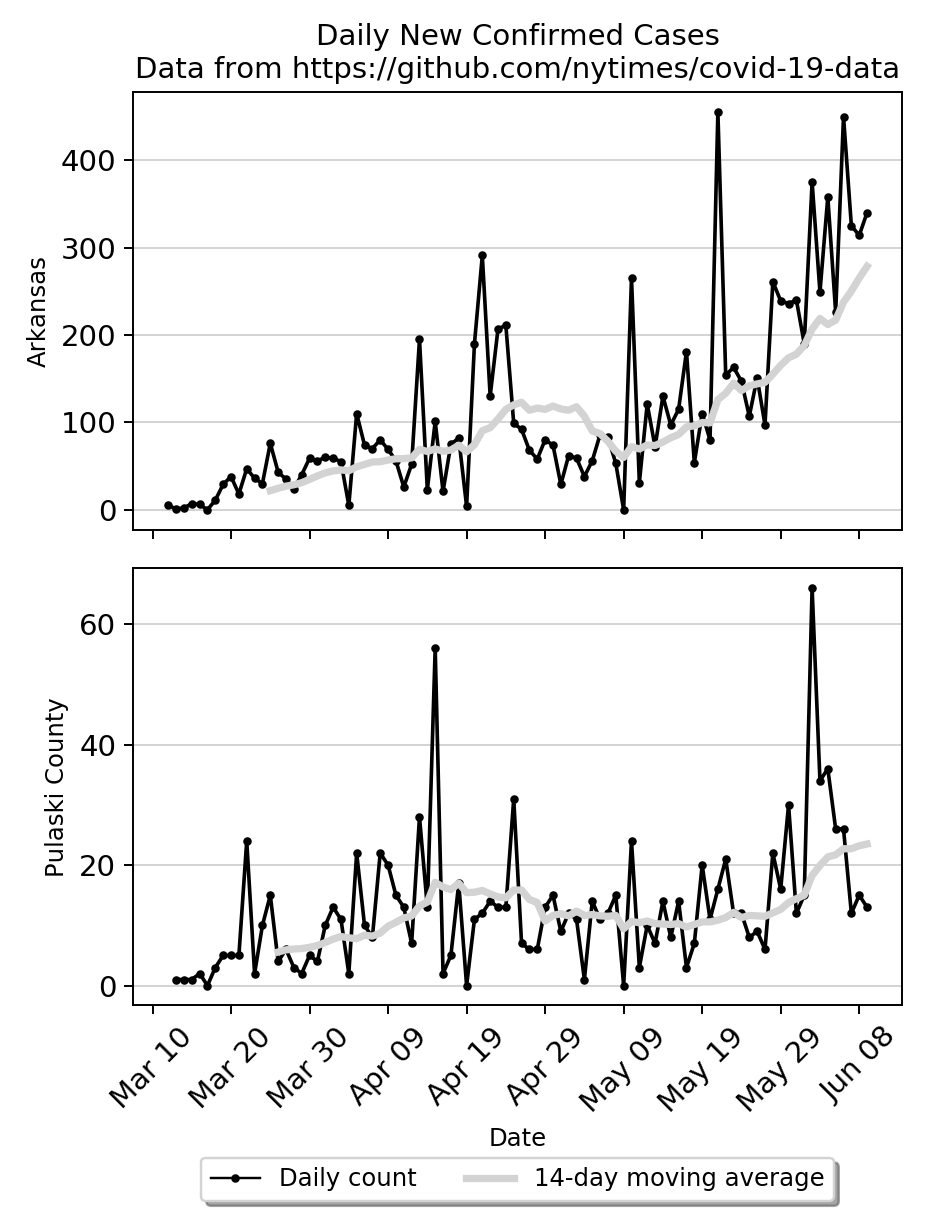 Daily New Confirmed Cases
Data from https://github.com/nytimes/covid-19-data
400
300
200
100
0
Arkansas
60
40
20
0
Pulaski County
Mar 10
Mar 20
Mar 30
Apr 09
Apr 19
Apr 29
May 09
May 19
May 29
Jun 08
Date
Daily count
14-day moving average